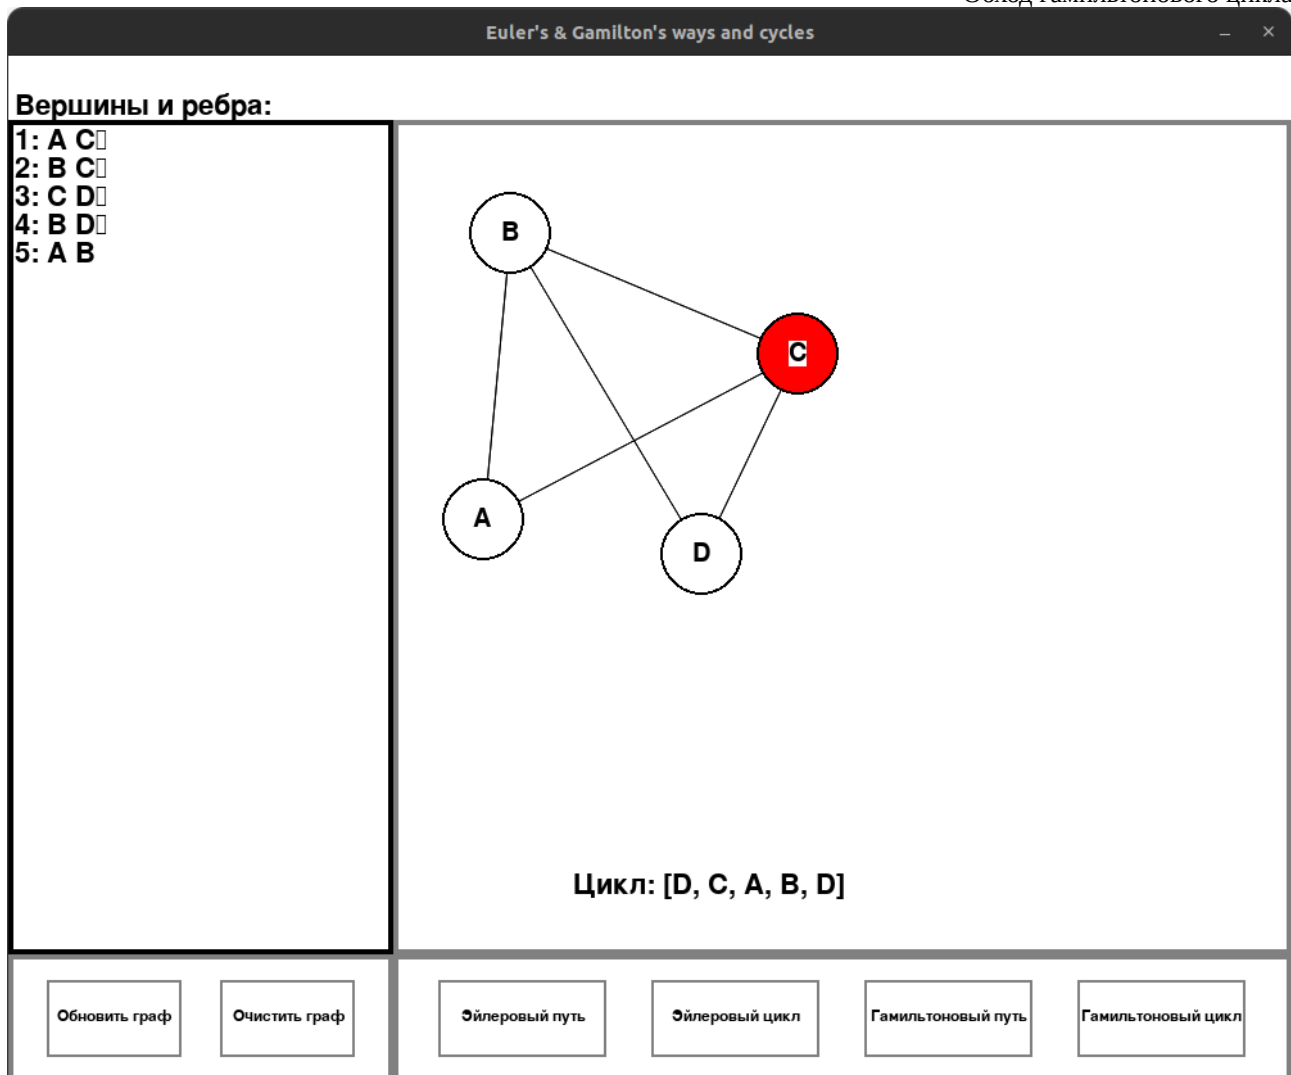 Euler's & Gamilton's ways and cycles
Вершины и ребра:
1: A C
2: B C
3: C D
4: B D
5: A B
B
C
A
D
Цикл: [D, C, A, B, D]
Обновить граф
Очистить граф
Эйлеровый путь
Эйлеровый цикл
Гамильтоновый путь
Гамильтоновый цикл